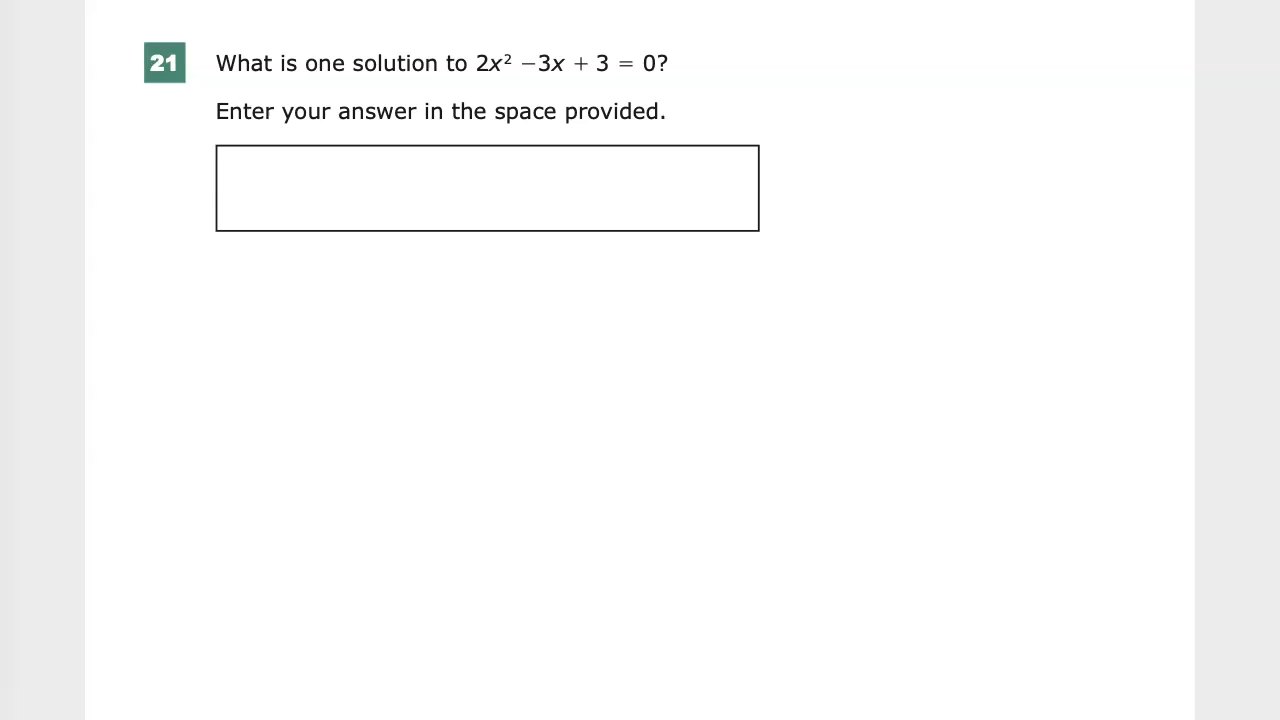 21 What is one solution to 2x² −3x + 3 = 0?
Enter your answer in the space provided.